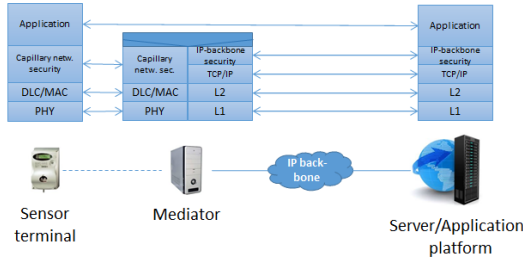 Application
Application
Capillary netw.
security
Capillary
netw. sec.
IP-backbone
security
IP-backbone
security
TCP/IP
TCP/IP
DLC/MAC
DLC/MAC
L2
L2
PHY
PHY
L1
L1
IP back-
bone
Sensor
terminal
Mediator
Server/Application
platform